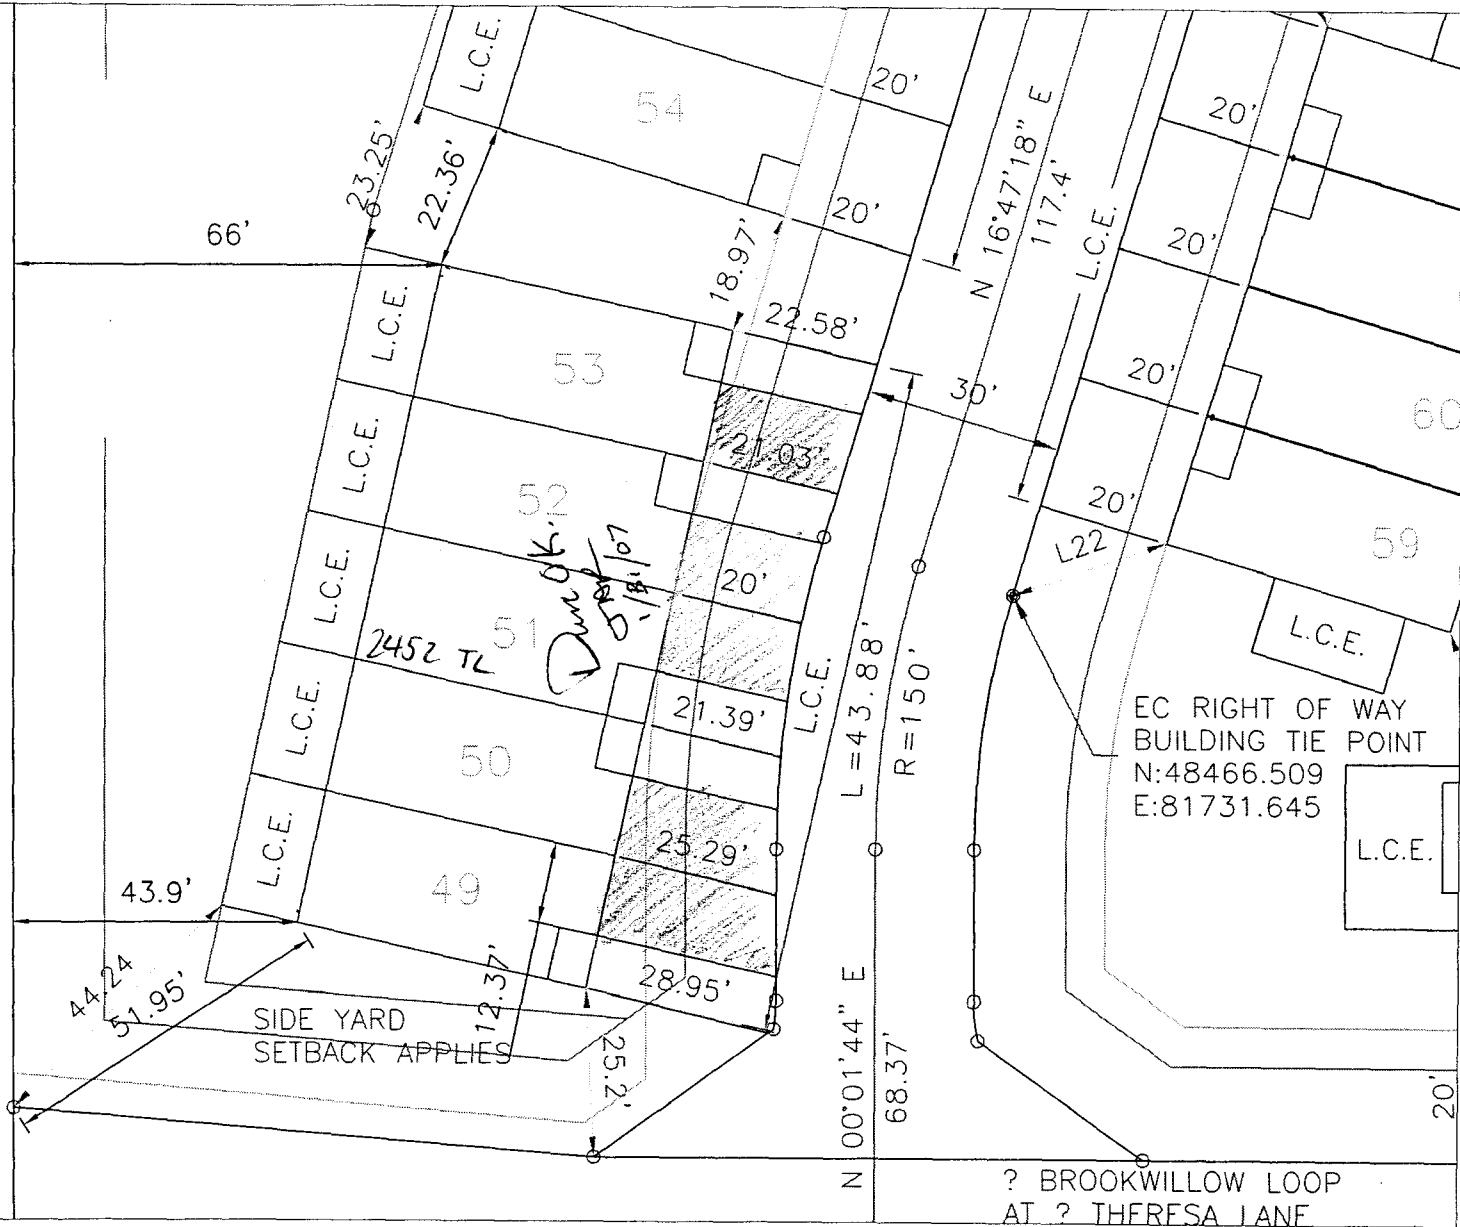 L.C.E.
54
20'
20'
23.25'
22.36'
66'
20'
18.97'
22.58'
N 16°47'18" E
117.4'
L.C.E.
20'
20'
L.C.E.
53
30'
20'
60
L.C.E.
21.03'
52
20'
L22
59
L.C.E.
20'
51
2452 TL
OK.
L.C.E.
21.39'
L.C.E.
L=43.88'
R=150'
EC RIGHT OF WAY
BUILDING TIE POINT
N:48466.509
E:81731.645
L.C.E.
50
25.29'
L.C.E.
L.C.E.
49
43.9'
12.37'
28.95'
44.24
51.95'
SIDE YARD
SETBACK APPLIES
25.2'
N 00°01'44" E
68.37'
20'
? BROOKWILLOW LOOP
AT ? THERESA LANE